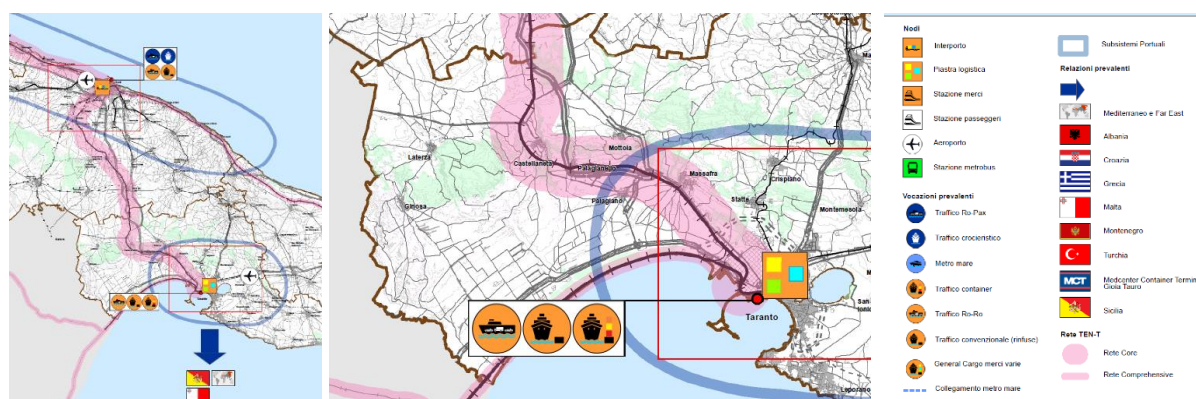 Laterza
Castellaneta
Mottola
Palagianello
Massafra
Crispiano
Ginosa
Palagiano
Statte
Montemesola
Taranto
Leporano
Nodi
Interporto
Piastra logistica
Stazione merci
Stazione passeggeri
Aeroporto
Stazione metrobus
Vocazioni prevalenti
Traffico Ro-Pax
Traffico crocieristico
Metro mare
Traffico container
Traffico Ro-Ro
Traffico convenzionale (rinfuse)
General Cargo merci varie
Collegamento metro mare
Subsistemi Portuali
Relazioni prevalenti
Mediterraneo e Far East
Albania
Croazia
Grecia
Malta
Montenegro
Turchia
MCT
Medcenter Container Termin
Gioia Tauro
Sicilia
Rete TEN-T
Rete Core
Rete Comprehensive